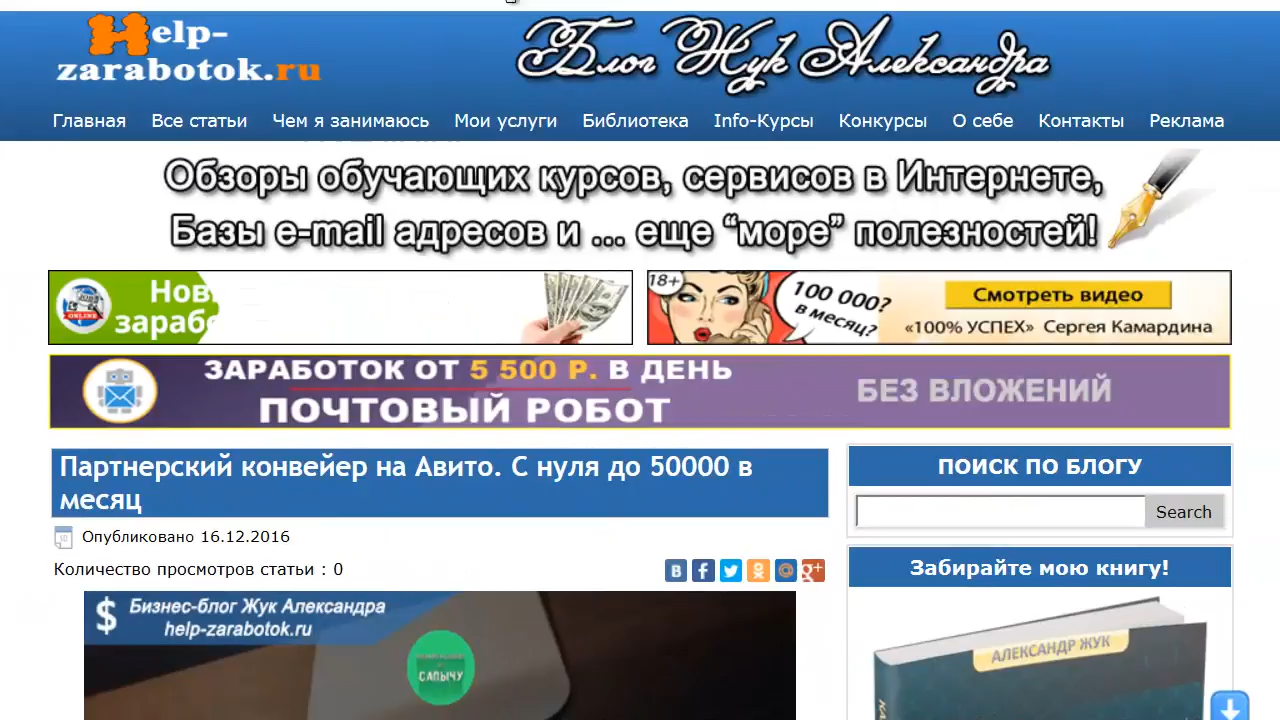 Help-
zarabotok.ru
Блог Жук Александра
Главная Все статьи Чем я занимаюсь Мои услуги Библиотека Info-Курсы Конкурсы О себе Контакты Реклама
Обзоры обучающих курсов, сервисов в Интернете,
Базы e-mail адресов и ... еще “море” полезностей!
ONLINE
18+
100 000?
в месяц?
Смотреть видео
«100% УСПЕХ» Сергея Камардина
ЗАРАБОТОК ОТ 5 500 Р. В ДЕНЬ
ПОЧТОВЫЙ РОБОТ
БЕЗ ВЛОЖЕНИЙ
Партнерский конвейер на Авито. С нуля до 50000 в
месяц
Опубликовано 16.12.2016
Количество просмотров статьи : 0
$ Бизнес-блог Жук Александра
help-zarabotok.ru
САПЫЧУ
ПОИСК ПО БЛОГУ
Search
Забирайте мою книгу!
АЛЕКСАНДР ЖУК